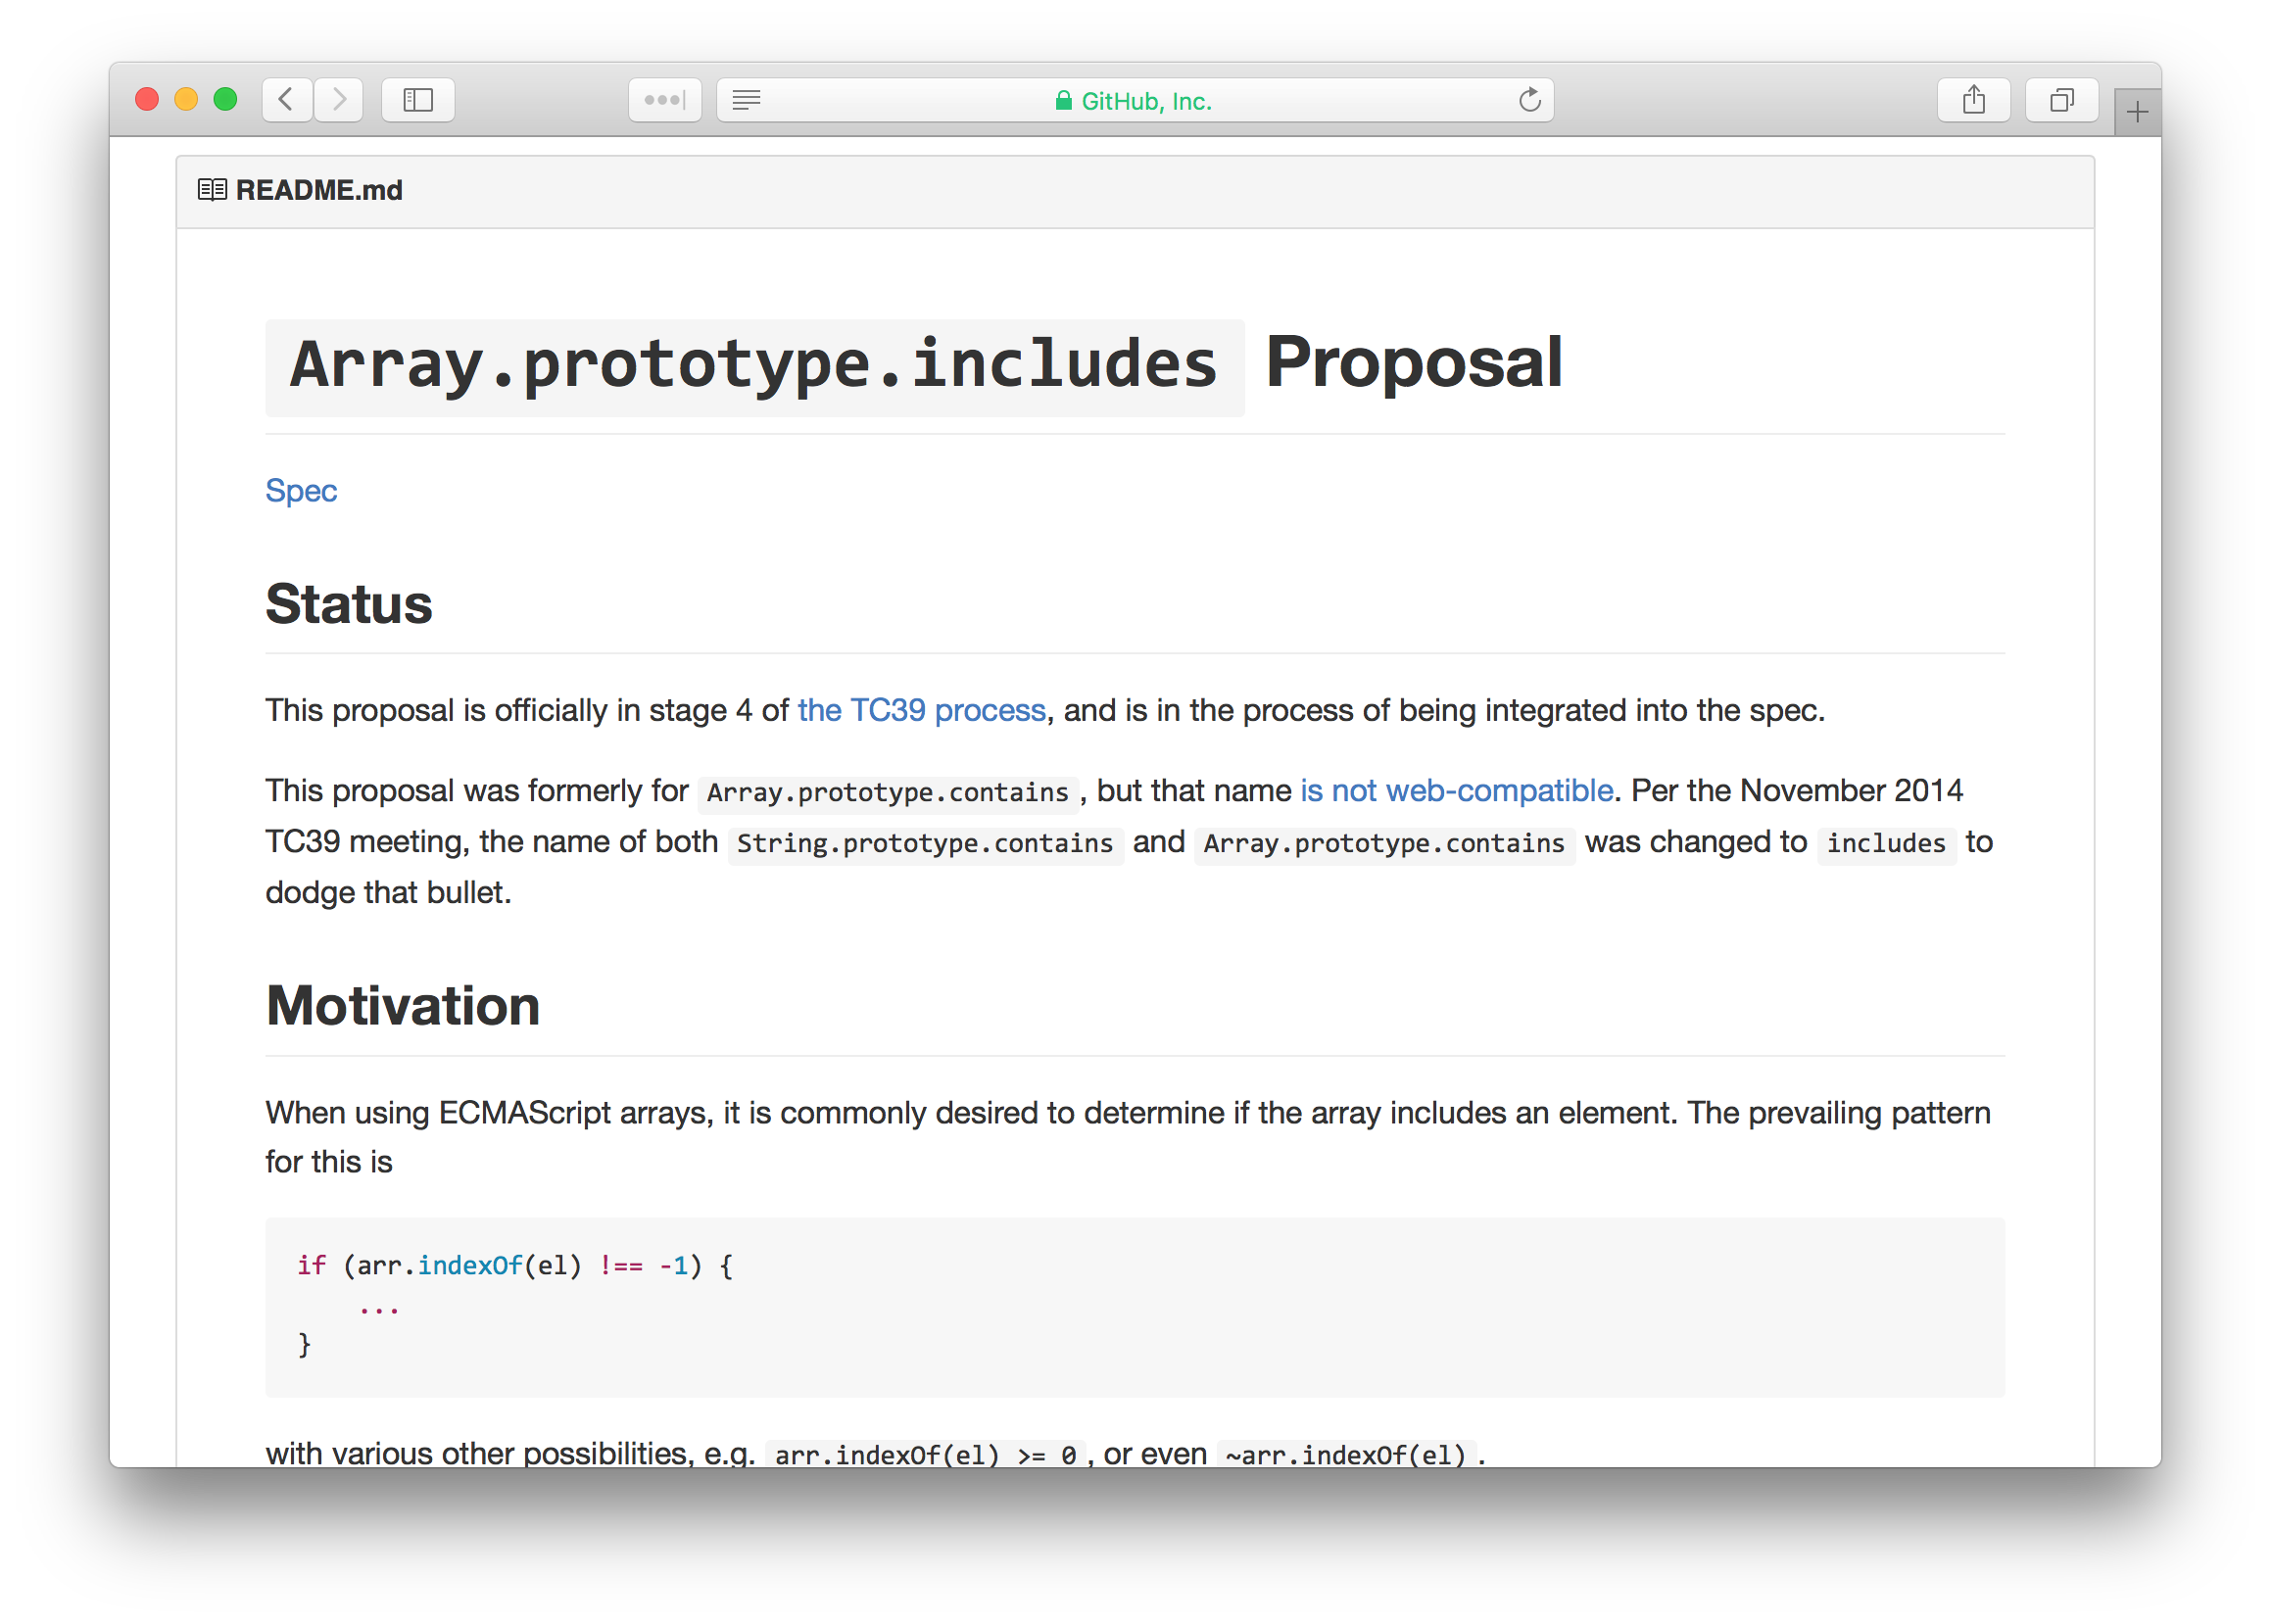 GitHub, Inc.
README.md
Array.prototype.includes Proposal
Spec
Status
This proposal is officially in stage 4 of the TC39 process, and is in the process of being integrated into the spec.
This proposal was formerly for Array.prototype.contains, but that name is not web-compatible. Per the November 2014
TC39 meeting, the name of both String.prototype.contains and Array.prototype.contains was changed to includes to
dodge that bullet.
Motivation
When using ECMAScript arrays, it is commonly desired to determine if the array includes an element. The prevailing pattern
for this is
if (arr.indexOf(el) !== -1) {
    ...
}
with various other possibilities, e.g. arr.indexOf(el) >= 0, or even ~arr.indexOf(el).